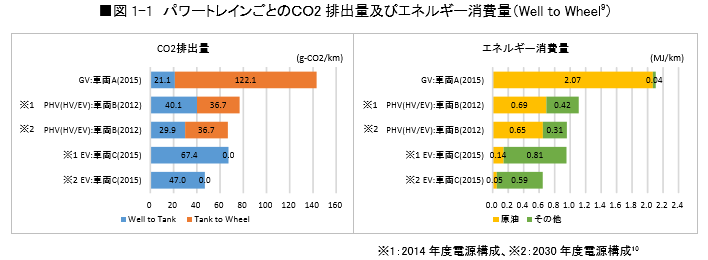 ■図 1-1 パワートレインごとのCO2 排出量及びエネルギー消費量(Well to Wheel⁹)
CO2排出量
(g-CO2/km)
GV:車両A(2015) 21.1 122.1
※1 PHV(HV/EV):車両B(2012) 40.1 36.7
※2 PHV(HV/EV):車両B(2012) 29.9 36.7
※1 EV:車両C(2015) 67.4 0.0
※2 EV:車両C(2015) 47.0 0.0
0 20 40 60 80 100 120 140 160
Well to Tank Tank to Wheel
エネルギー消費量
(MJ/km)
GV:車両A(2015) 2.07 0.04
※1 PHV(HV/EV):車両B(2012) 0.69 0.42
※2 PHV(HV/EV):車両B(2012) 0.65 0.31
※1 EV:車両C(2015) 0.14 0.81
※2 EV:車両C(2015) 0.05 0.59
0.0 0.2 0.4 0.6 0.8 1.0 1.2 1.4 1.6 1.8 2.0 2.2 2.4
原油 その他
※1:2014 年度電源構成、※2:2030 年度電源構成¹⁰